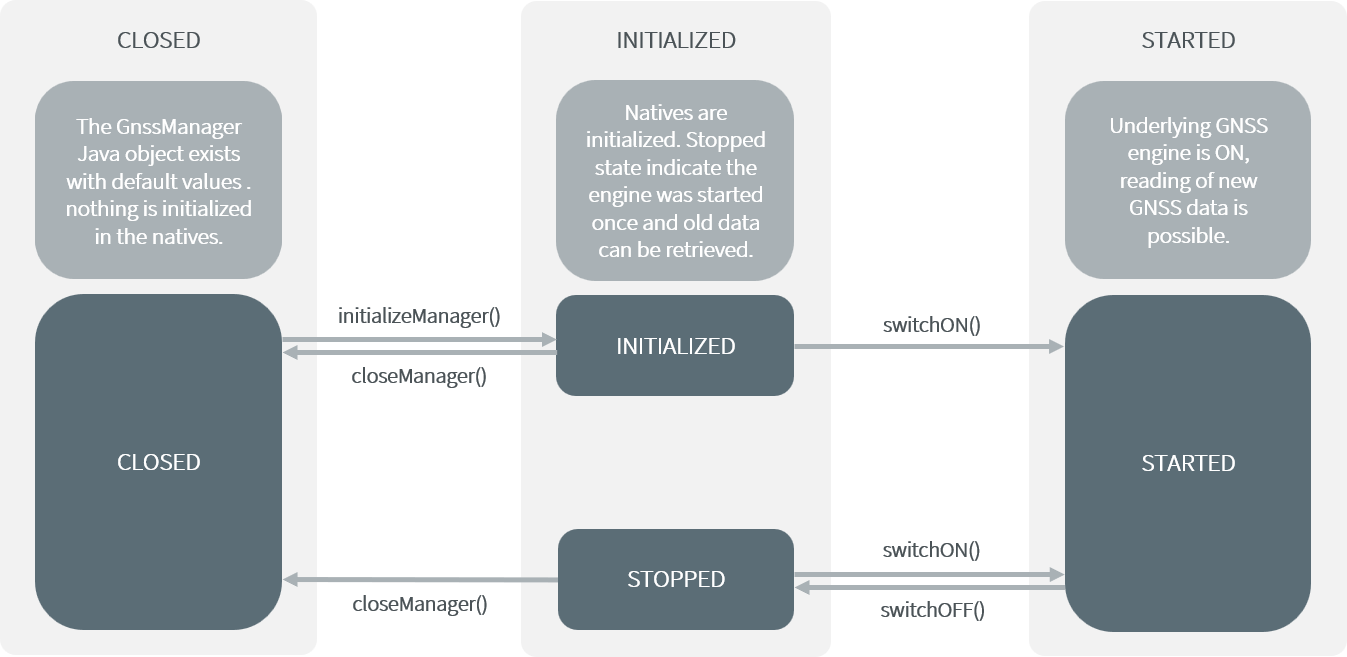 CLOSED
The GnssManager
Java object exists
with default values .
nothing is initialized
in the natives.
INITIALIZED
Natives are
initialized. Stopped
state indicate the
engine was started
once and old data
can be retrieved.
STARTED
Underlying GNSS
engine is ON,
reading of new
GNSS data is
possible.
CLOSED
initializeManager()
closeManager()
INITIALIZED
switchON()
STARTED
closeManager()
STOPPED
switchON()
switchOFF()